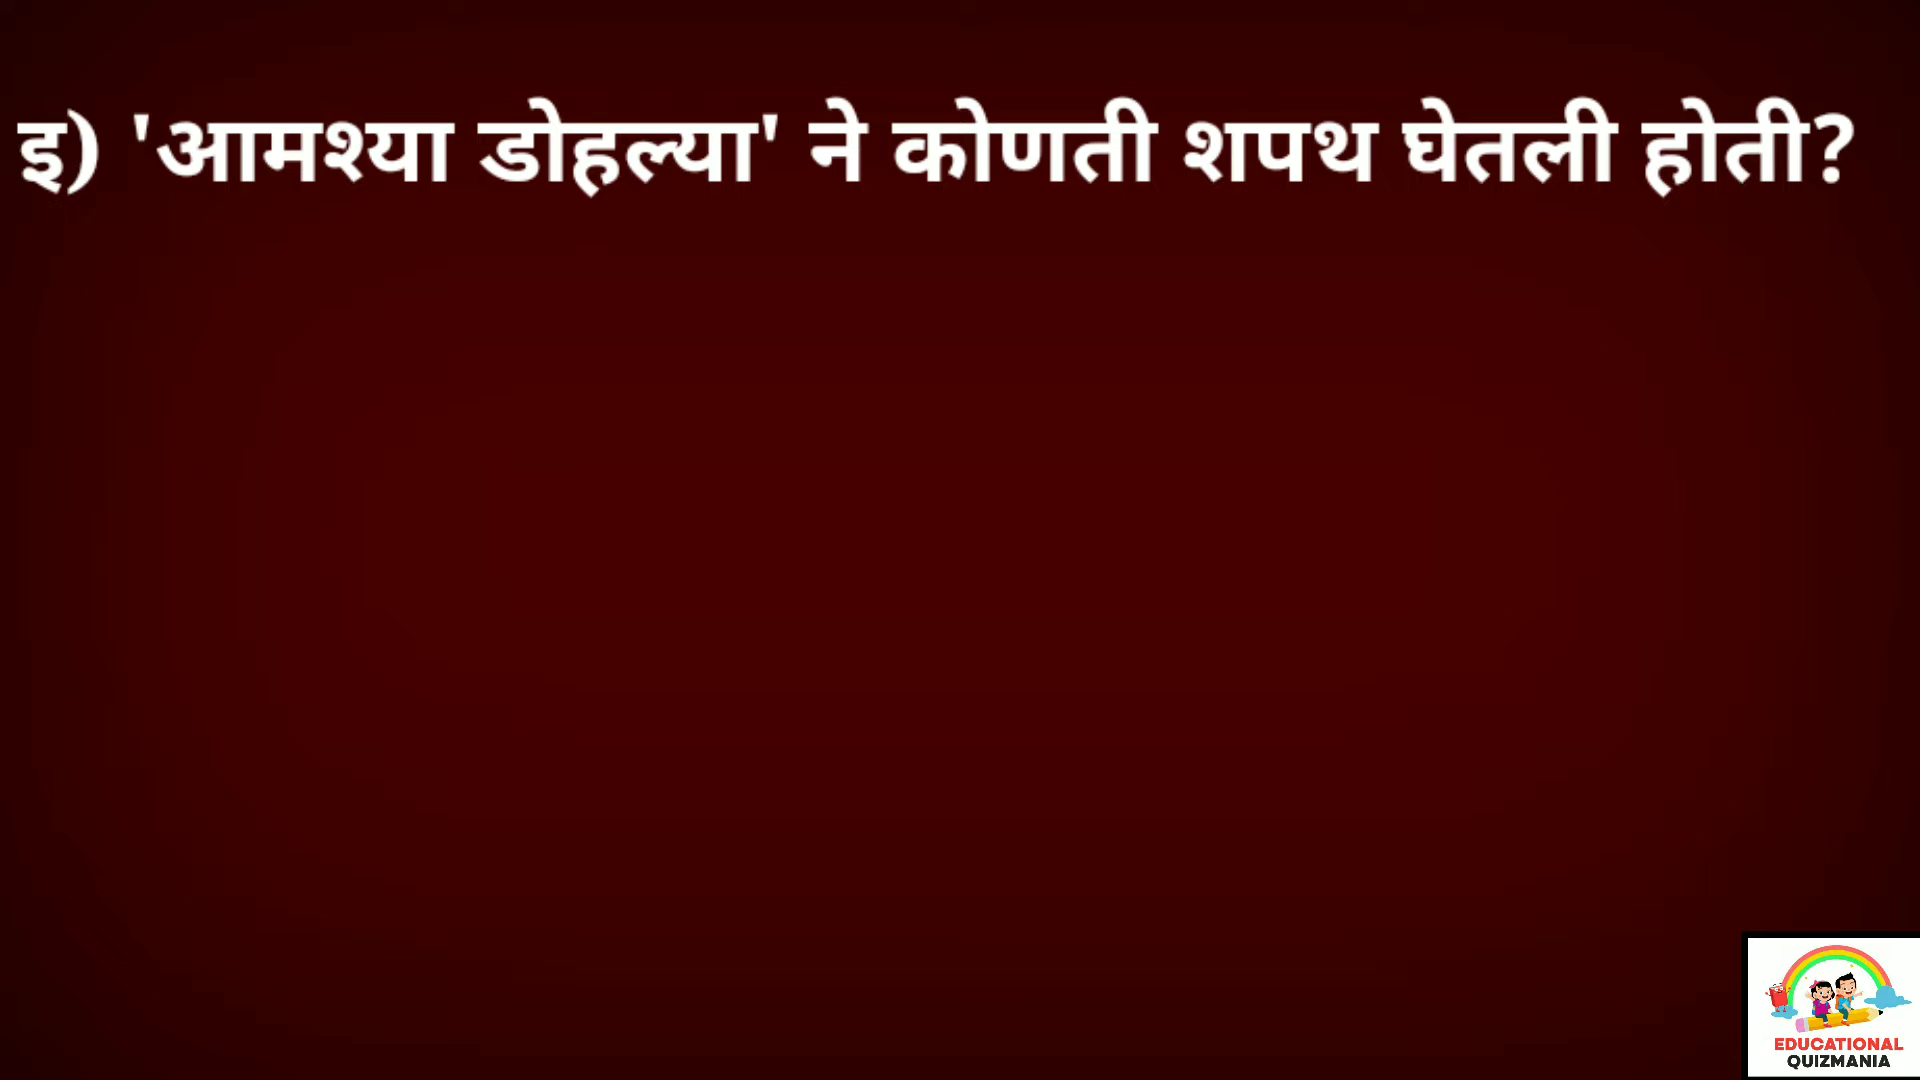 इ) 'आमश्या डोहल्या' ने कोणती शपथ घेतली होती?
EDUCATIONAL
QUIZMANIA